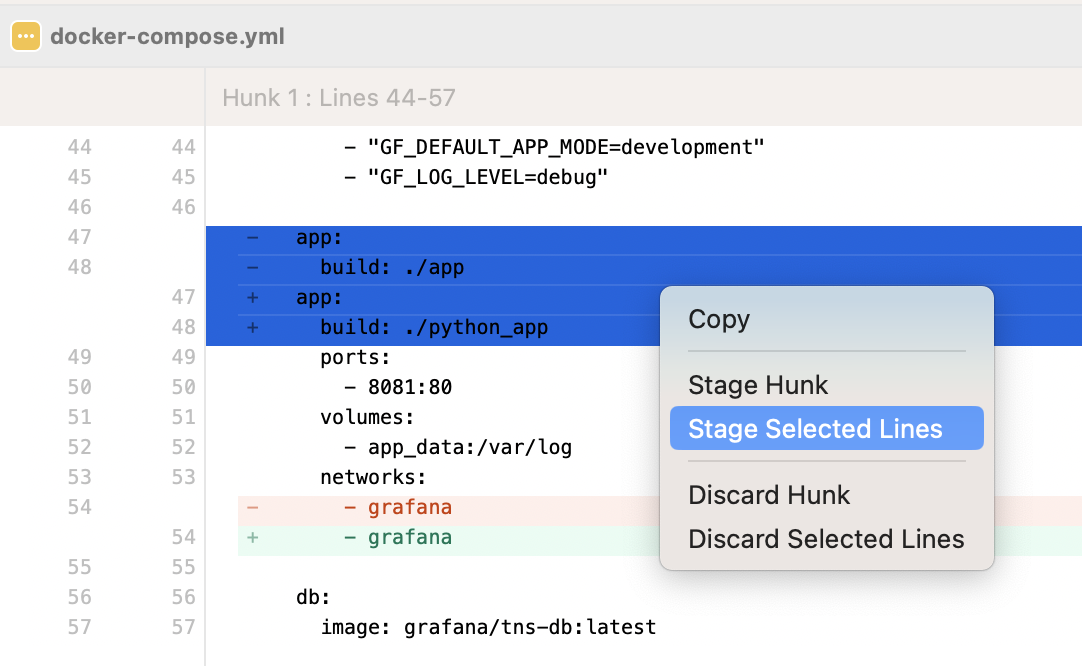 docker-compose.yml
Hunk 1 : Lines 44-57
44 44 - "GF_DEFAULT_APP_MODE=development"
45 45 - "GF_LOG_LEVEL=debug"
46 46
47 - app:
48 - build: ./app
47 + app:
48 + build: ./python_app
49 49 ports:
50 50 - 8081:80
51 51 volumes:
52 52 - app_data:/var/log
53 53 networks:
54 - - grafana
54 + - grafana
55 55
56 56 db:
57 57 image: grafana/tns-db:latest
Copy
Stage Hunk
Stage Selected Lines
Discard Hunk
Discard Selected Lines